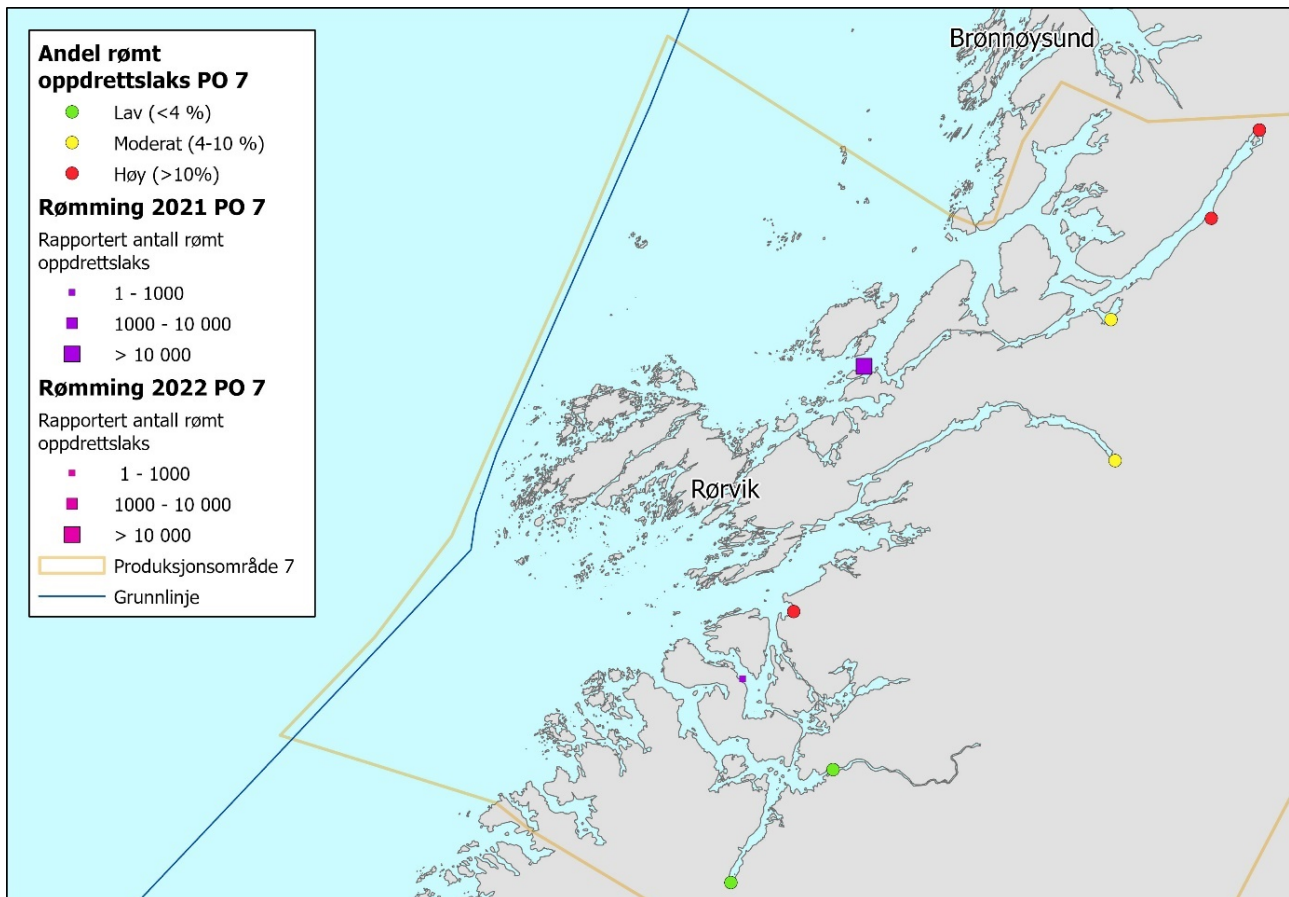 Andel rømt
oppdrettslaks PO 7
Lav (<4 %)
Moderat (4-10 %)
Høy (>10%)
Rømming 2021 PO 7
Rapportert antall rømt
oppdrettslaks
1 - 1000
1000 - 10 000
> 10 000
Rømming 2022 PO 7
Rapportert antall rømt
oppdrettslaks
1 - 1000
1000 - 10 000
> 10 000
Produksjonsområde 7
Grunnlinje
Brønnøysund
Rørvik